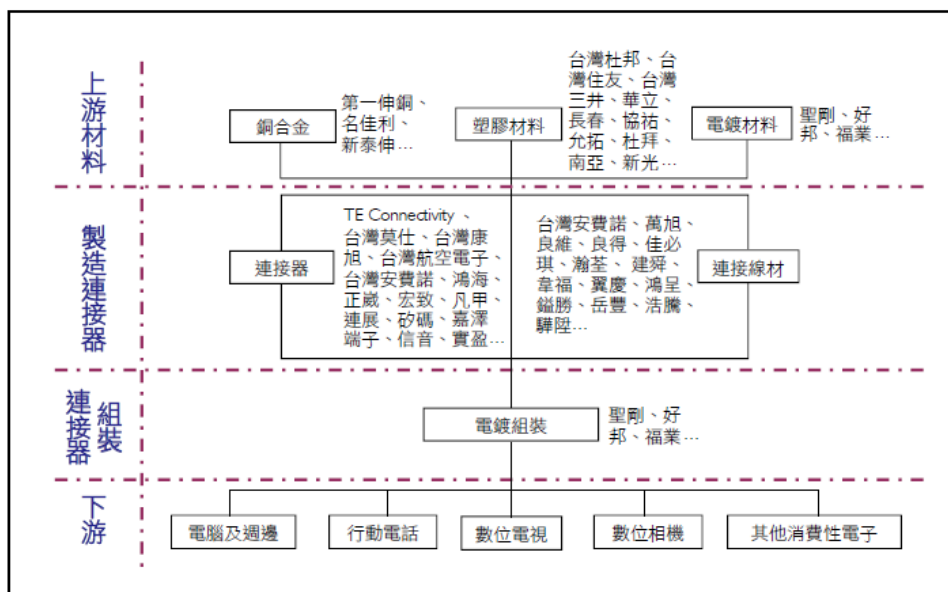 上游材料
銅合金
第一伸銅、
名佳利、
新泰伸…
塑膠材料
台灣杜邦、台
灣住友、台灣
三井、華立、
長春、協祐、
允拓、杜拜、
南亞、新光…
電鍍材料
聖剛、好
邦、福業…
製造連接器
連接器
TE Connectivity、
台灣莫仕、台灣康
旭、台灣航空電子、
台灣安費諾、鴻海、
正崴、宏致、凡甲、
連展、矽碼、嘉澤
端子、信音、實盈…
台灣安費諾、萬旭、
良維、良得、佳必
琪、瀚荃、建舜、
韋福、翼慶、鴻呈、
鎰勝、岳豐、浩騰、
驊陞…
連接線材
組裝
連接器
電鍍組裝
聖剛、好
邦、福業…
下游
電腦及週邊
行動電話
數位電視
數位相機
其他消費性電子